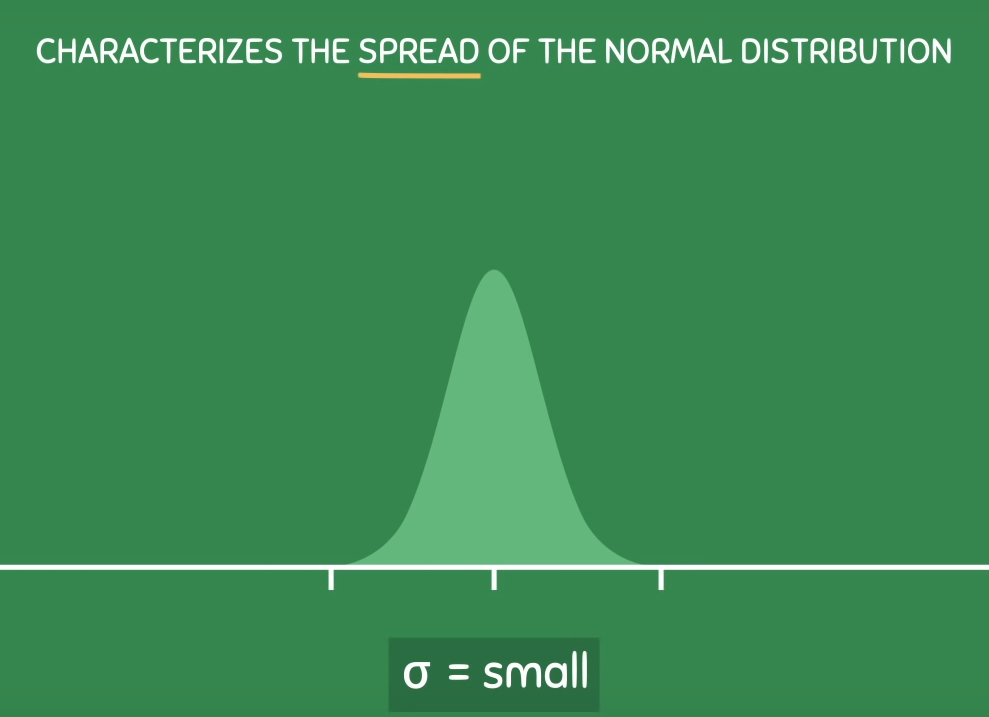 CHARACTERIZES THE SPREAD OF THE NORMAL DISTRIBUTION
σ = small